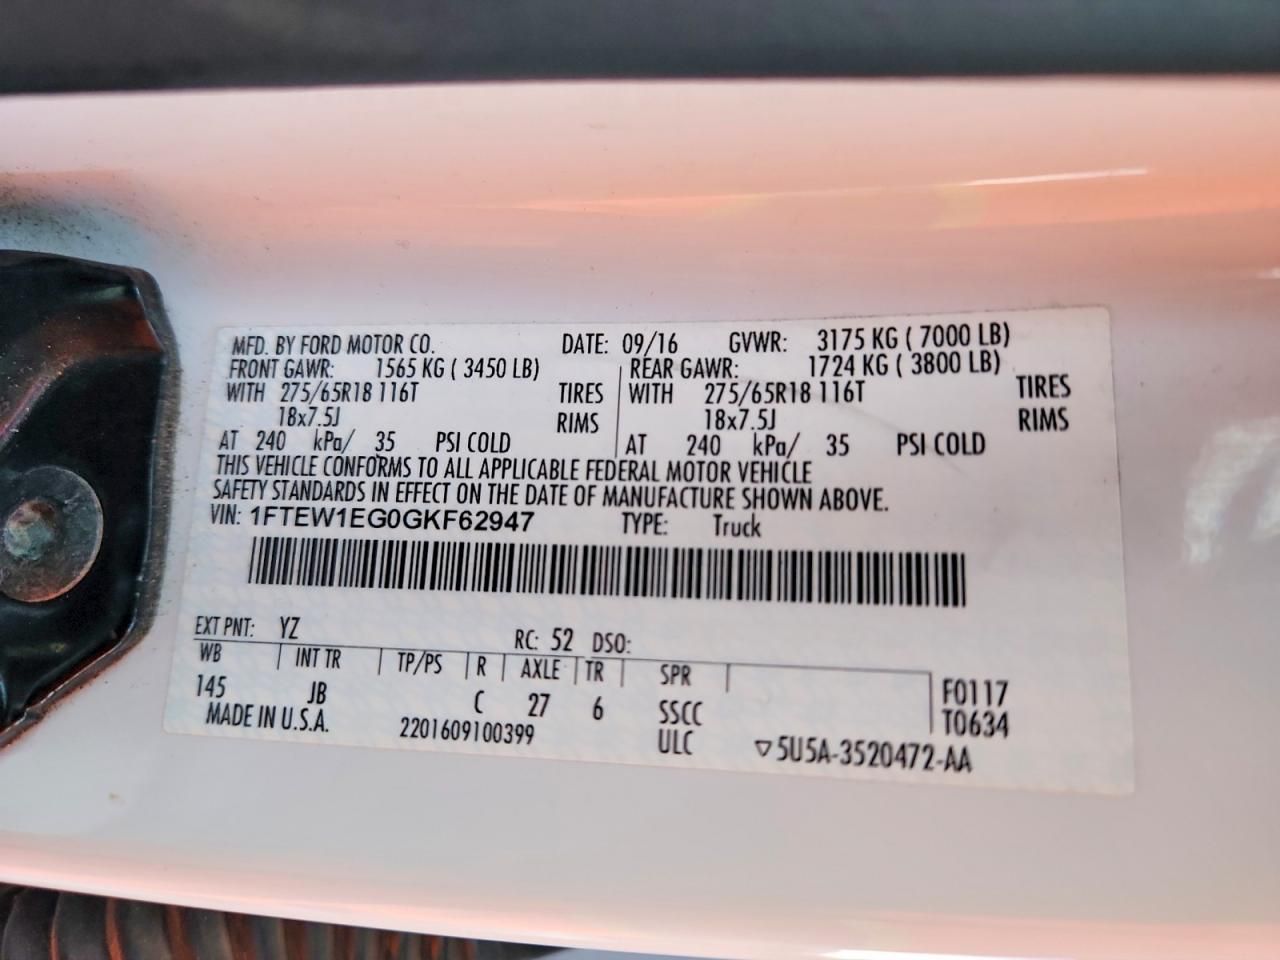 MFD. BY FORD MOTOR CO. DATE: 09/16 GVWR: 3175 KG ( 7000 LB)
FRONT GAWR: 1565 KG ( 3450 LB) REAR GAWR: 1724 KG ( 3800 LB)
WITH 275/65R18 116T TIRES WITH 275/65R18 116T TIRES
18x7.5J RIMS 18x7.5J RIMS
AT 240 kPa/ 35 PSI COLD AT 240 kPa/ 35 PSI COLD
THIS VEHICLE CONFORMS TO ALL APPLICABLE FEDERAL MOTOR VEHICLE
SAFETY STANDARDS IN EFFECT ON THE DATE OF MANUFACTURE SHOWN ABOVE.
VIN: 1FTEW1EG0GKF62947 TYPE: Truck
EXT PNT: YZ RC: 52 DSO:
WB INT TR TP/PS R AXLE TR SPR
145 JB C 27 6 SSCC F0117
MADE IN U.S.A. 2201609100399 ULC T0634
▽5U5A-3520472-AA